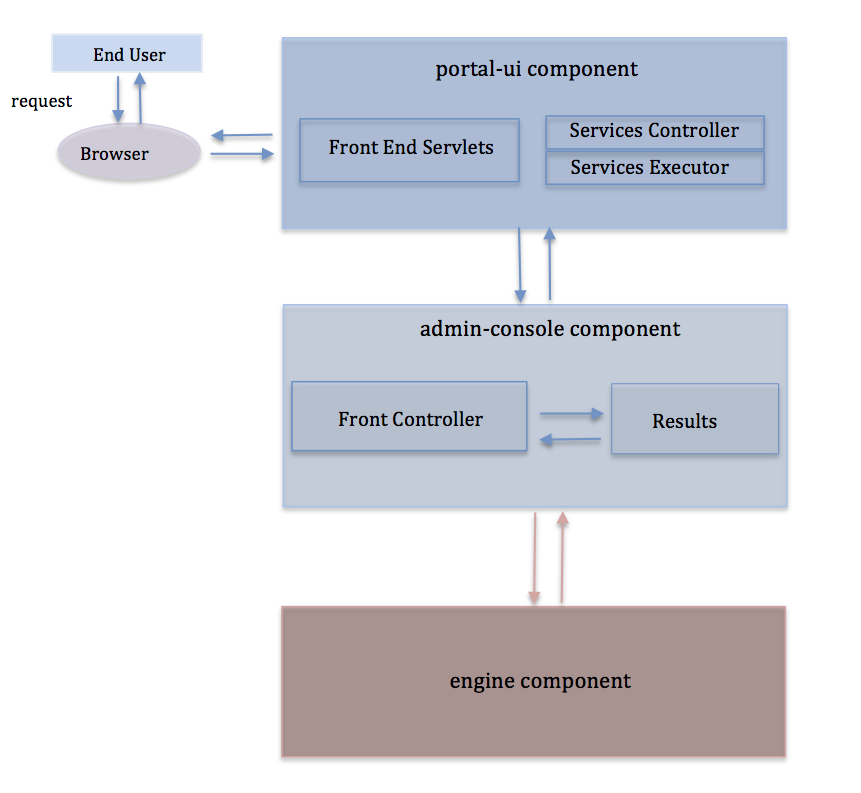 End User
request
Browser
portal-ui component
Front End Servlets
Services Controller
Services Executor
admin-console component
Front Controller
Results
engine component